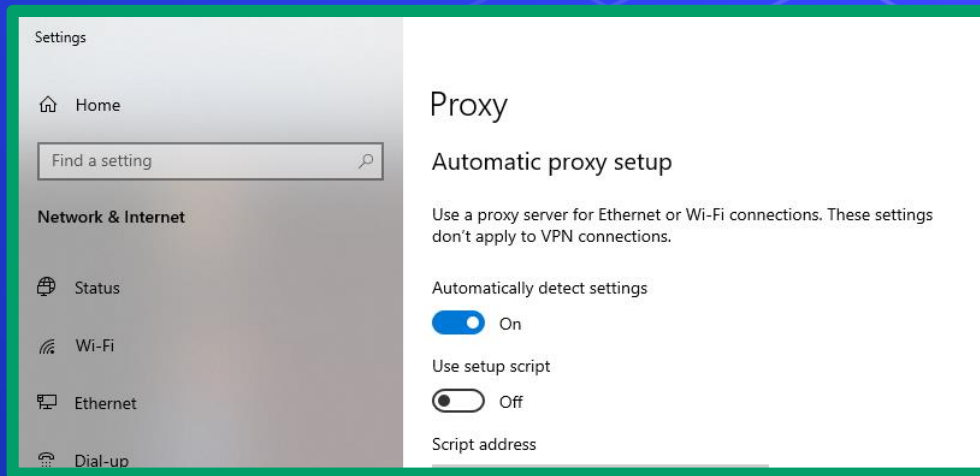 Settings
Home
Find a setting
Network & Internet
Status
Wi-Fi
Ethernet
Dial-up
Proxy
Automatic proxy setup
Use a proxy server for Ethernet or Wi-Fi connections. These settings
don't apply to VPN connections.
Automatically detect settings
On
Use setup script
Off
Script address